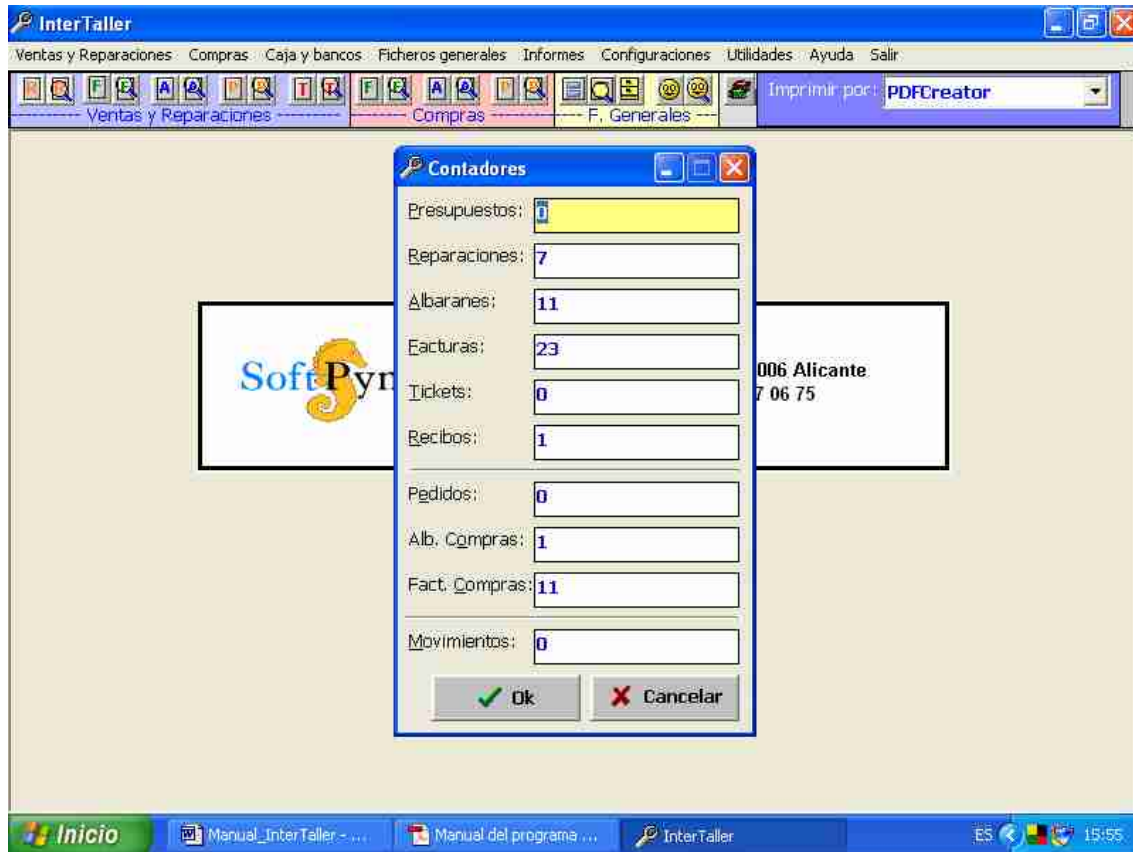 InterTaller
Ventas y Reparaciones Compras Caja y bancos Ficheros generales Informes Configuraciones Utilidades Ayuda Salir
R F E A A P T T F E A A P Imprimir por: PDFCreator
Ventas y Reparaciones Compras F. Generales
Contadores
Presupuestos:
Reparaciones: 7
Albaranes: 11
Facturas: 23
006 Alicante
SoftPyn
Tickets: 0
7 06 75
Recibos: 1
Pedidos: 0
Alb. Compras: 1
Fact. Compras: 11
Movimientos: 0
Ok Cancelar
Inicio Manual_InterTaller - ... Manual del programa ... InterTaller ES 15:55